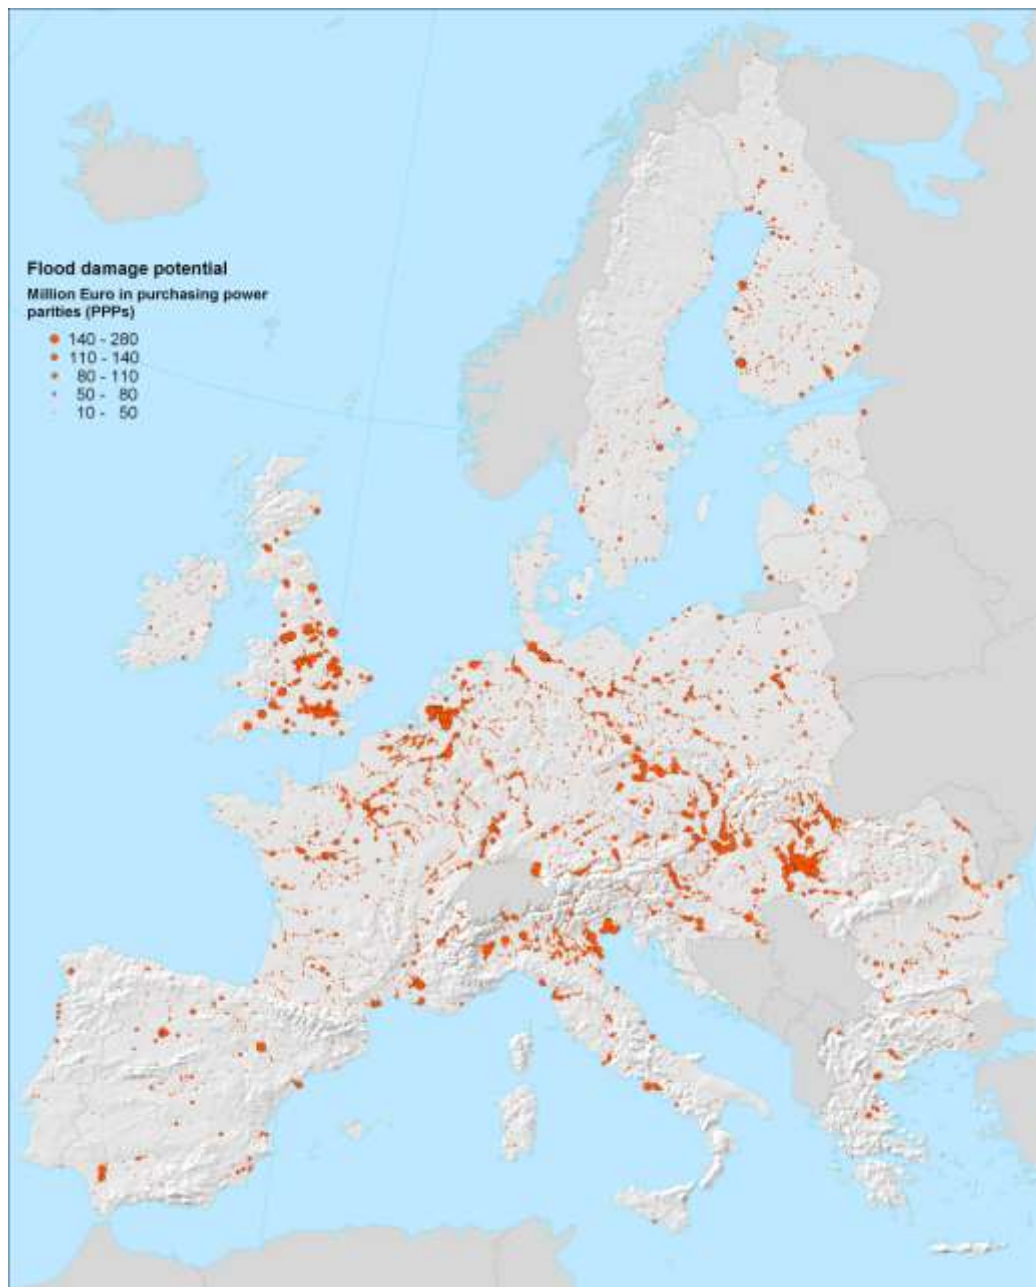 Flood damage potential
Million Euro in purchasing power
parities (PPPs)
140 - 280
110 - 140
80 - 110
50 - 80
10 - 50